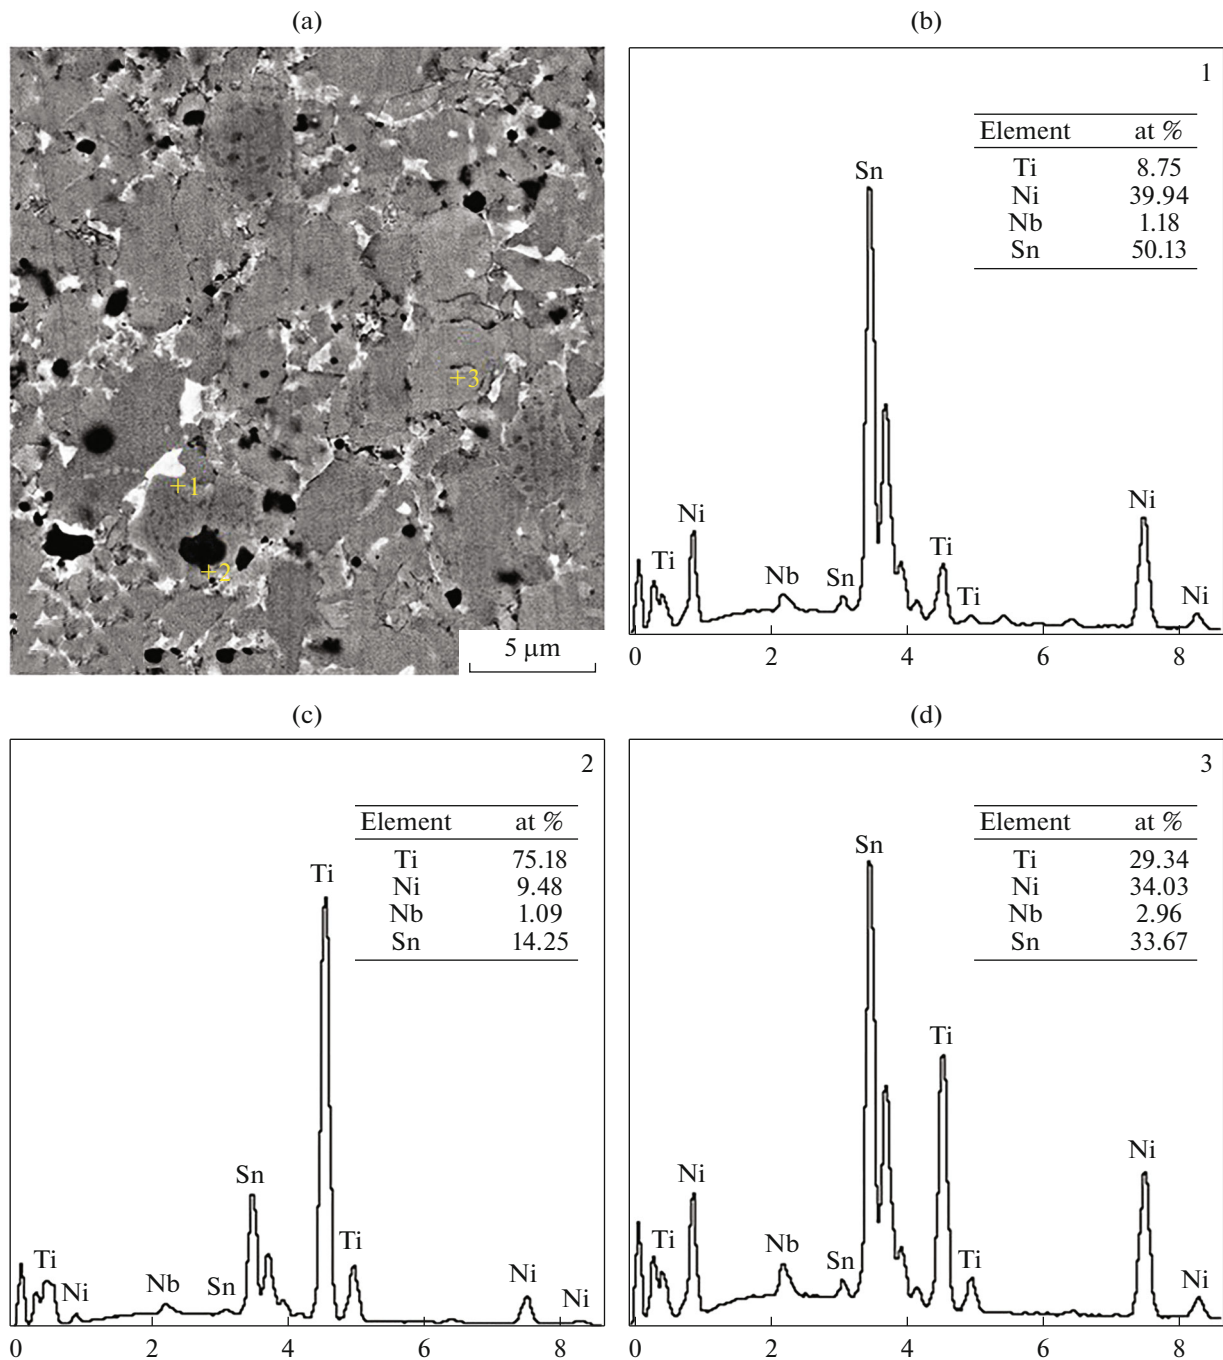 (a)
+1
+2
+3
5 μm
(b)
1
Element at %
Ti 8.75
Ni 39.94
Nb 1.18
Sn 50.13
Sn
Ni
Ti
Nb
Sn
Ti
Ti
Ni
Ni
0 2 4 6 8
(c)
2
Element at %
Ti 75.18
Ni 9.48
Nb 1.09
Sn 14.25
Ti
Sn
Ti
Ni
Nb
Sn
Ti
Ni
Ni
0 2 4 6 8
(d)
3
Element at %
Ti 29.34
Ni 34.03
Nb 2.96
Sn 33.67
Sn
Ti
Ni
Ti
Nb
Sn
Ti
Ni
Ni
0 2 4 6 8